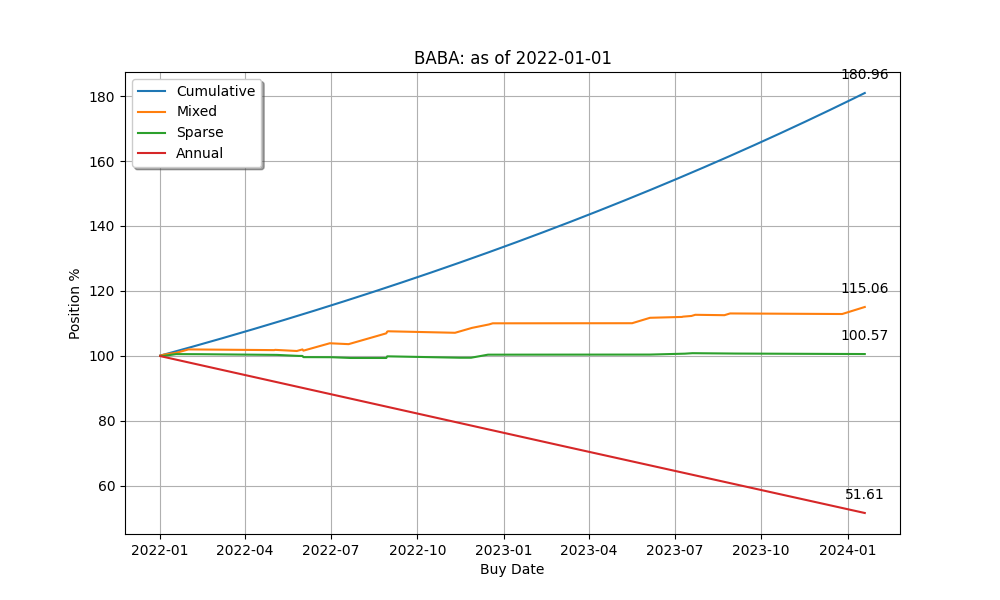 BABA: as of 2022-01-01
Cumulative
Mixed
Sparse
Annual
180.96
115.06
100.57
51.61
180
160
140
120
100
80
60
Position %
2022-01 2022-04 2022-07 2022-10 2023-01 2023-04 2023-07 2023-10 2024-01
Buy Date